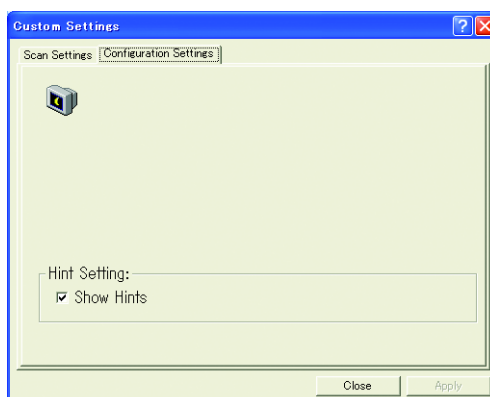 Custom Settings
Scan Settings Configuration Settings
Hint Setting:
Show Hints
Close Apply